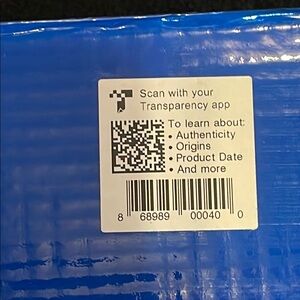 Scan with your
Transparency app
To learn about:
• Authenticity
• Origins
• Product Date
• And more
8 68989 00040 0